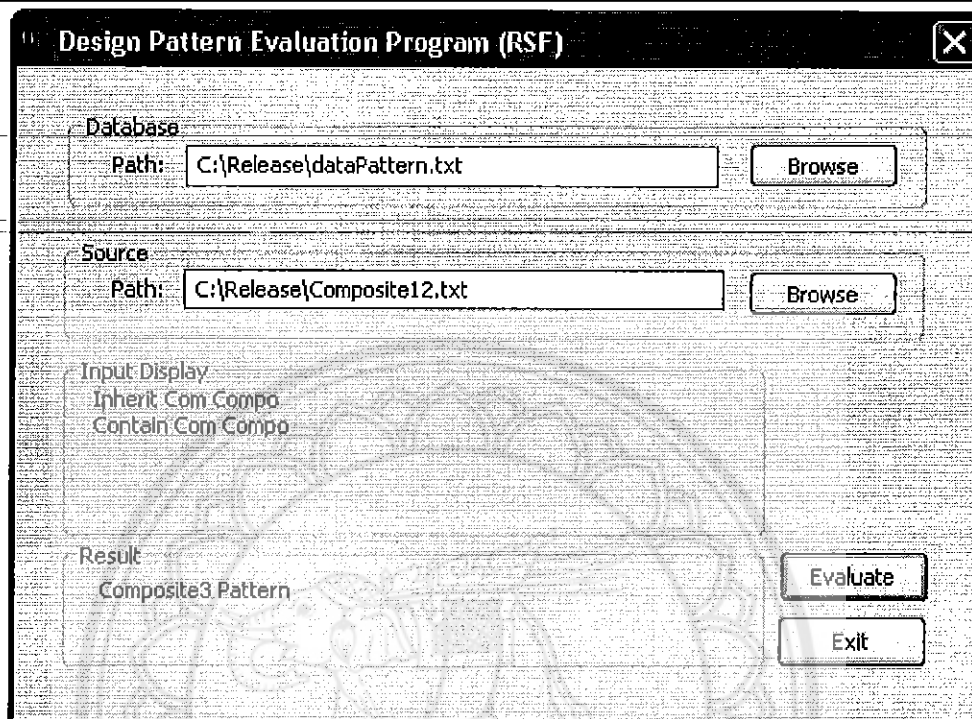 Design Pattern Evaluation Program (RSF)
Database
Path: C:\Release\dataPattern.txt Browse
Source
Path: C:\Release\Composite12.txt Browse
Input Display
Inherit Com Compo
Contain Com Compo
Result
Composite3 Pattern
Evaluate
Exit